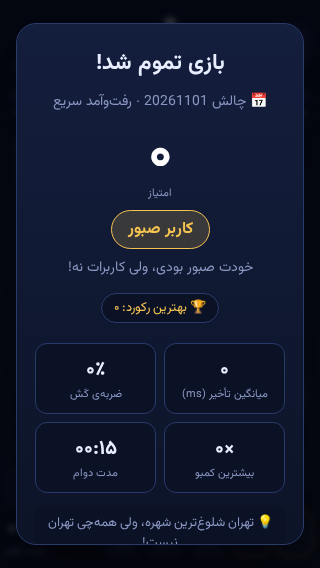 بازی تموم شد!
📅 چالش 20261101 · رفت‌وآمد سریع
۰
امتیاز
کاربر صبور
خودت صبور بودی، ولی کاربرات نه!
🏆 بهترین رکورد: ۰
۰
میانگین تأخیر (ms)
۰٪
ضربه‌ی کَش
۰×
بیشترین کمبو
۰۰:۱۵
مدت دوام
💡 تهران شلوغ‌ترین شهره، ولی همه‌چی تهران
نیست!